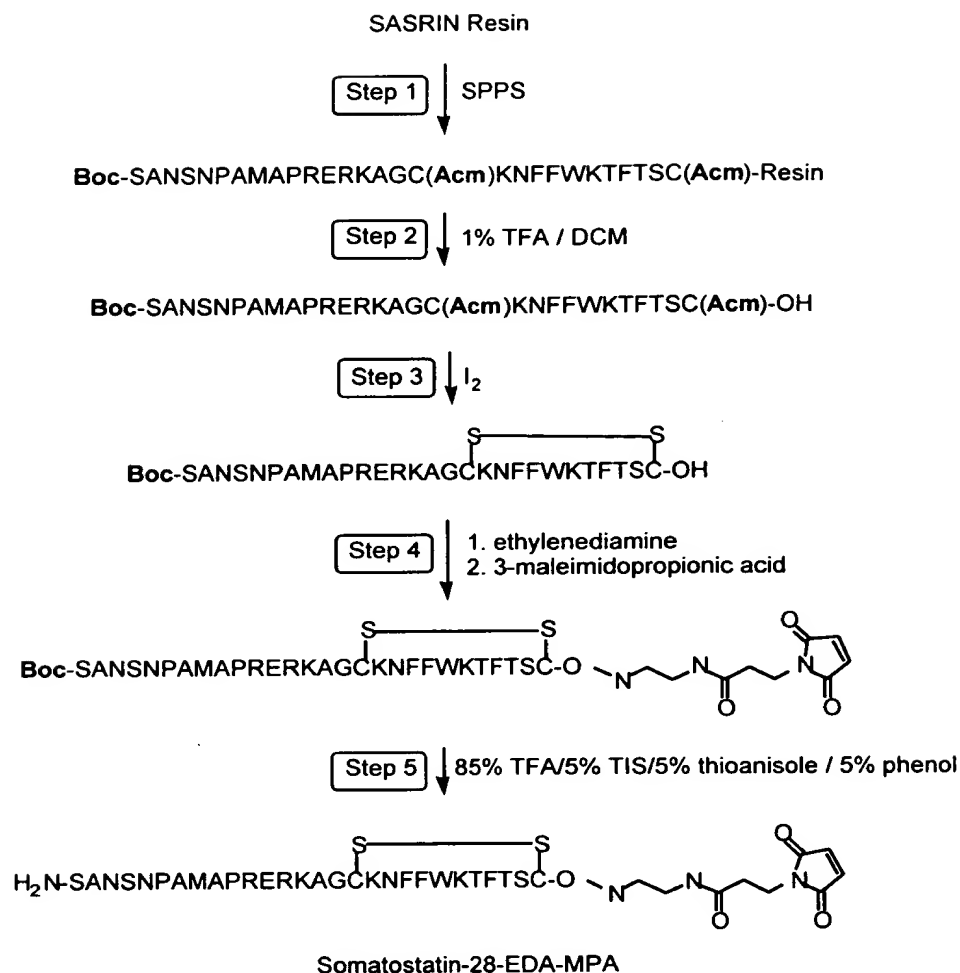 SASRIN Resin
Step 1 SPPS
Boc-SANSNPAMAPRERKAGC(Acm)KNFFWKTFTSC(Acm)-Resin
Step 2 1% TFA / DCM
Boc-SANSNPAMAPRERKAGC(Acm)KNFFWKTFTSC(Acm)-OH
Step 3 I2
S S
Boc-SANSNPAMAPRERKAGCKNFFWKTFTSC-OH
Step 4 1. ethylenediamine
2. 3-maleimidopropionic acid
S S O
Boc-SANSNPAMAPRERKAGCKNFFWKTFTSC-O N N N
O O
Step 5 85% TFA/5% TIS/5% thioanisole / 5% phenol
S S O
H2N-SANSNPAMAPRERKAGCKNFFWKTFTSC-O N N N
O O
Somatostatin-28-EDA-MPA